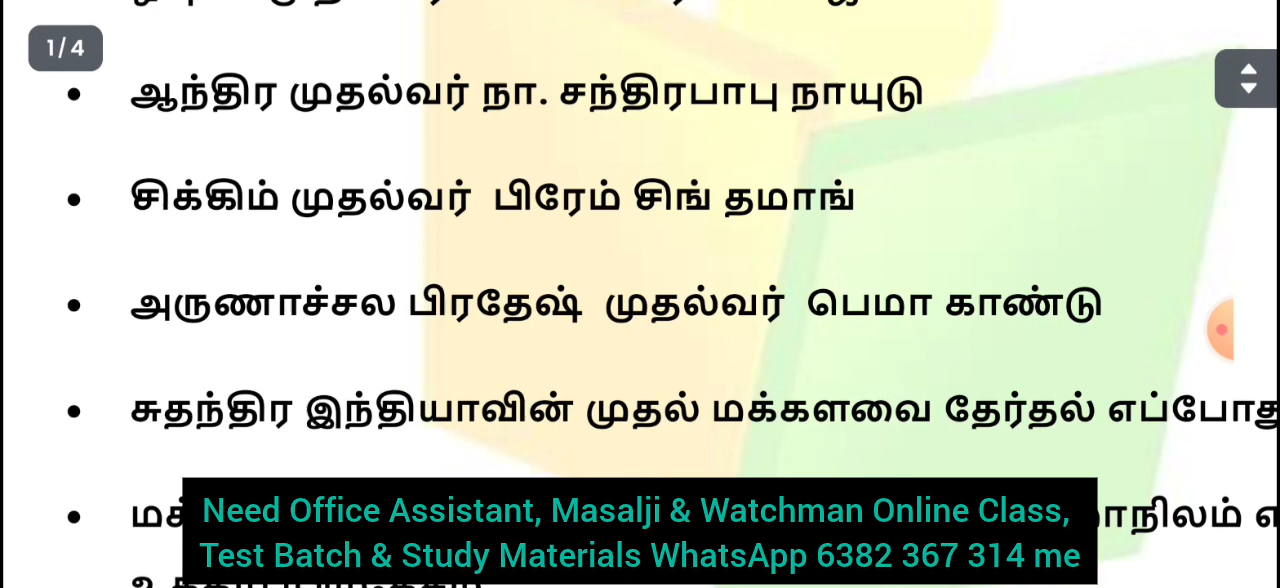 1/4
ஆந்திர முதல்வர் நா. சந்திரபாபு நாயுடு
சிக்கிம் முதல்வர் பிரேம் சிங் தமாங்
அருணாச்சல பிரதேஷ் முதல்வர் பெமா காண்டு
சுதந்திர இந்தியாவின் முதல் மக்களவை தேர்தல்
Need Office Assistant, Masalji & Watchman Online Class,
Test Batch & Study Materials WhatsApp 6382 367 314 me